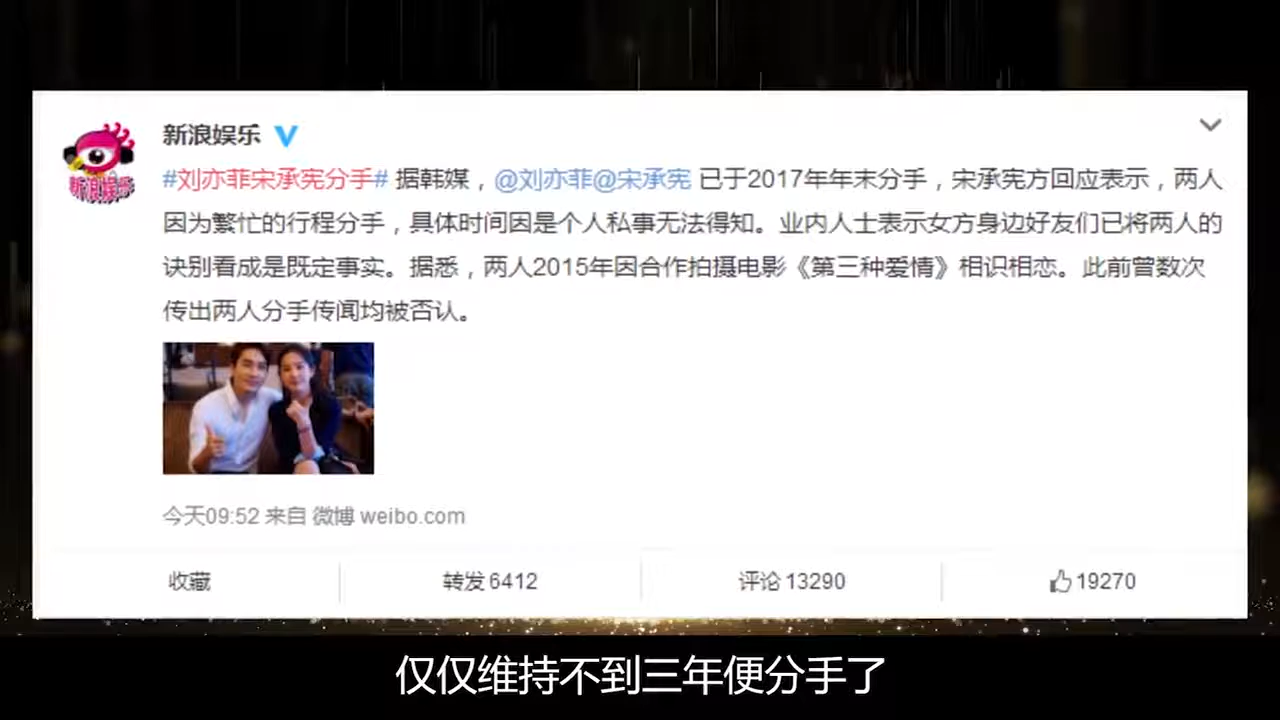 新浪娱乐
新浪娱乐
#刘亦菲宋承宪分手# 据韩媒，@刘亦菲@宋承宪 已于2017年年末分手，宋承宪方回应表示，两人
因为繁忙的行程分手，具体时间因是个人私事无法得知。业内人士表示女方身边好友们已将两人的
诀别看成是既定事实。据悉，两人2015年因合作拍摄电影《第三种爱情》相识相恋。此前曾数次
传出两人分手传闻均被否认。
今天09:52 来自 微博 weibo.com
收藏 转发 6412 评论 13290 19270
仅仅维持不到三年便分手了